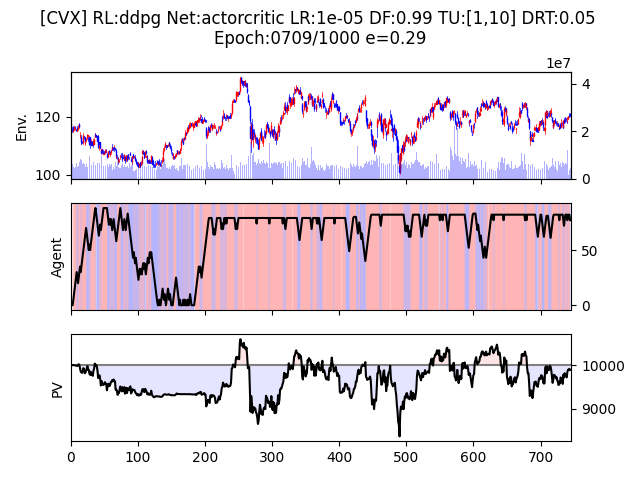 [CVX] RL:ddpg Net:actorcritic LR:1e-05 DF:0.99 TU:[1,10] DRT:0.05
Epoch:0709/1000 e=0.29
1e7
Env.
120
100
4
2
0
Agent
50
0
PV
10000
9000
0 100 200 300 400 500 600 700